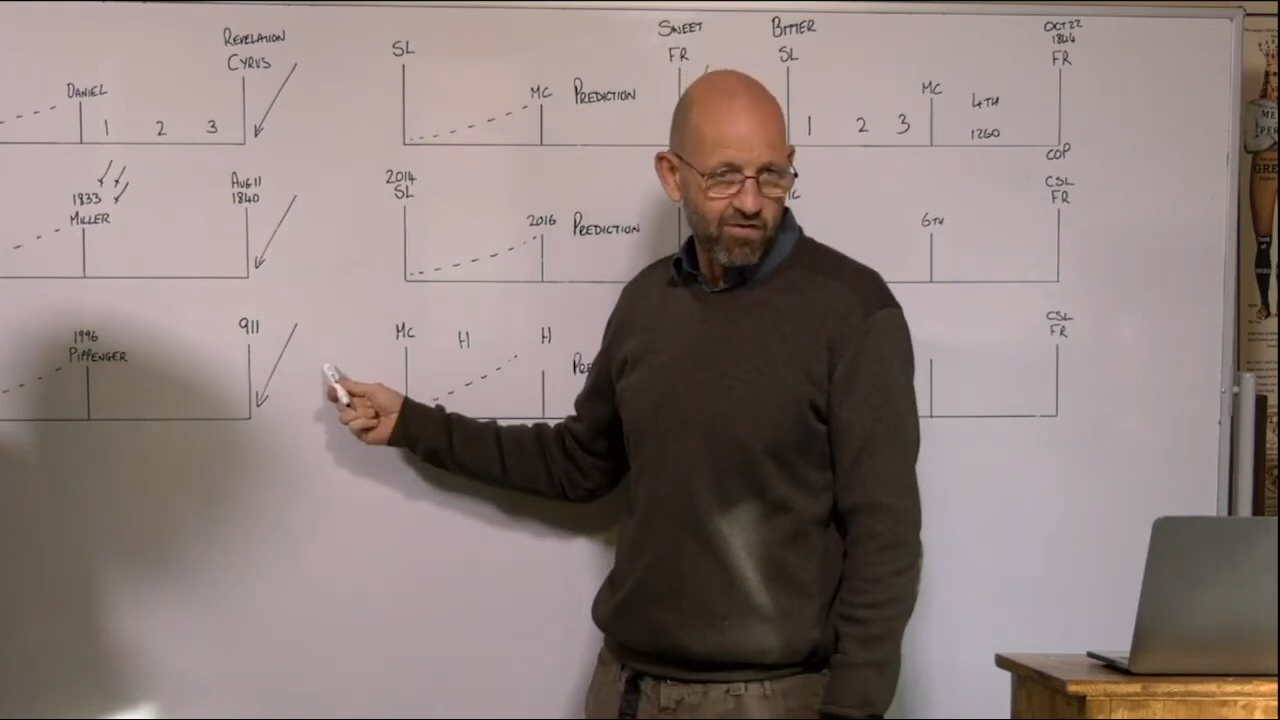 REVELATION
CYRUS
DANIEL
1 2 3
SL
MC PREDICTION
SWEET
FR
BITTER
SL
1 2 3
MC
4TH
1260
OCT 22
1844
FR
COP
1833
MILLER
AUG 11
1840
2014
SL
2016 PREDICTION
6TH
CSL
FR
1996
PIPPENGER
911
MC H H
CSL
FR